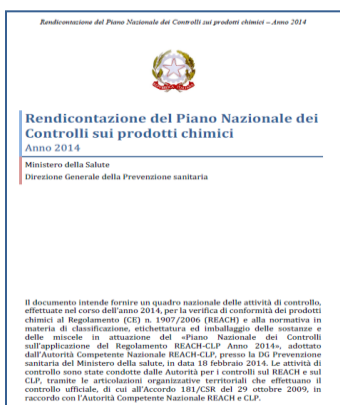 Rendicontazione del Piano Nazionale dei Controlli sui prodotti chimici – Anno 2014
Rendicontazione del Piano Nazionale dei
Controlli sui prodotti chimici
Anno 2014
Ministero della Salute
Direzione Generale della Prevenzione sanitaria
Il documento intende fornire un quadro nazionale delle attività di controllo,
effettuate nel corso dell'anno 2014, per la verifica di conformità dei prodotti
chimici al Regolamento (CE) n. 1907/2006 (REACH) e alla normativa in
materia di classificazione, etichettatura ed imballaggio delle sostanze e
delle miscele in attuazione del «Piano Nazionale dei Controlli
sull'applicazione del Regolamento REACH-CLP Anno 2014», adottato
dall'Autorità Competente Nazionale REACH-CLP, presso la DG Prevenzione
sanitaria del Ministero della salute, in data 18 febbraio 2014. Le attività di
controllo sono state condotte dalle Autorità per i controlli sul REACH e sul
CLP, tramite le articolazioni organizzative territoriali che effettuano il
controllo ufficiale, di cui all'Accordo 181/CSR del 29 ottobre 2009, in
raccordo con l'Autorità Competente Nazionale REACH e CLP.